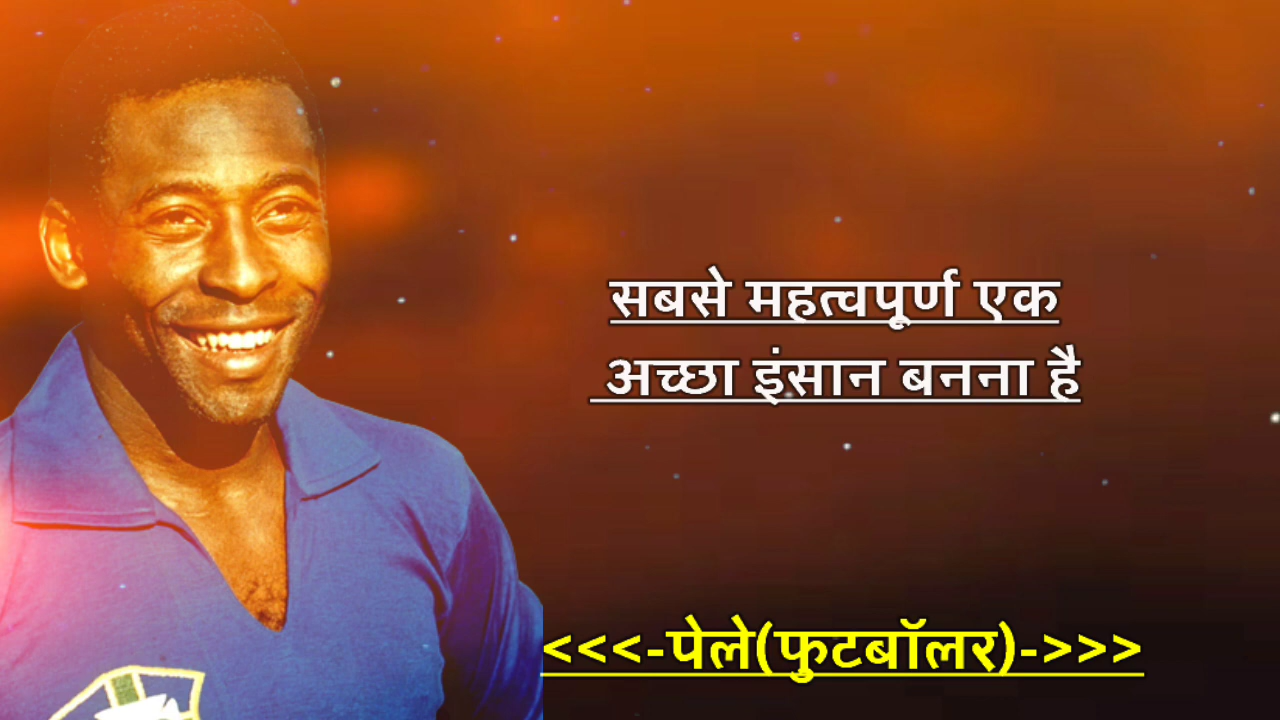 सबसे महत्वपूर्ण एक
अच्छा इंसान बनना है
<<<-पेले(फुटबॉलर)->>>